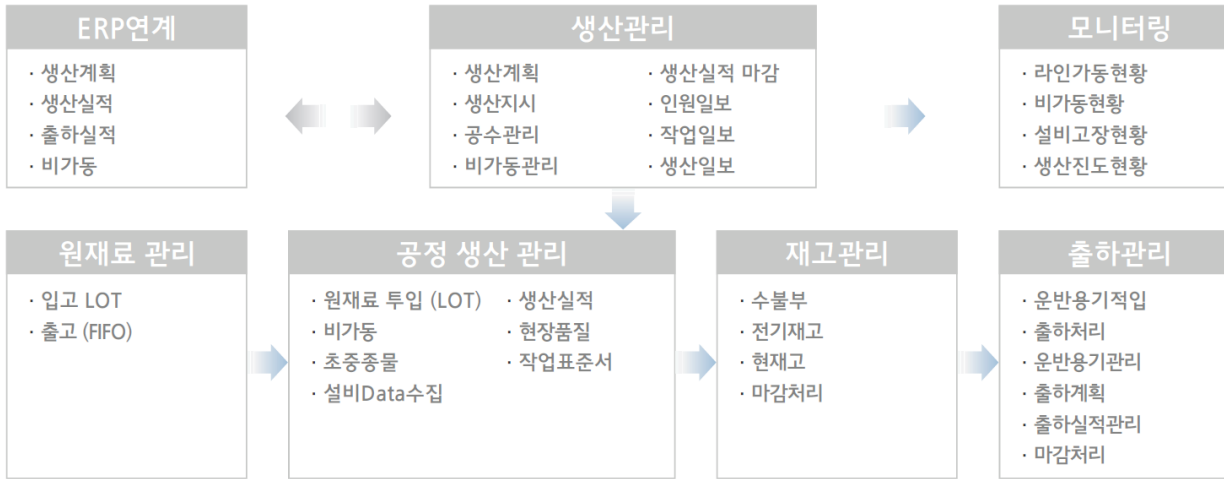 ERP연계
· 생산계획
· 생산실적
· 출하실적
· 비가동
생산관리
· 생산계획
· 생산지시
· 공수관리
· 비가동관리
· 생산실적 마감
· 인원일보
· 작업일보
· 생산일보
모니터링
· 라인가동현황
· 비가동현황
· 설비고장현황
· 생산진도현황
원재료 관리
· 입고 LOT
· 출고 (FIFO)
공정 생산 관리
· 원재료 투입 (LOT)
· 비가동
· 초중종물
· 설비Data수집
· 생산실적
· 현장품질
· 작업표준서
재고관리
· 수불부
· 전기재고
· 현재고
· 마감처리
출하관리
· 운반용기적입
· 출하처리
· 운반용기관리
· 출하계획
· 출하실적관리
· 마감처리